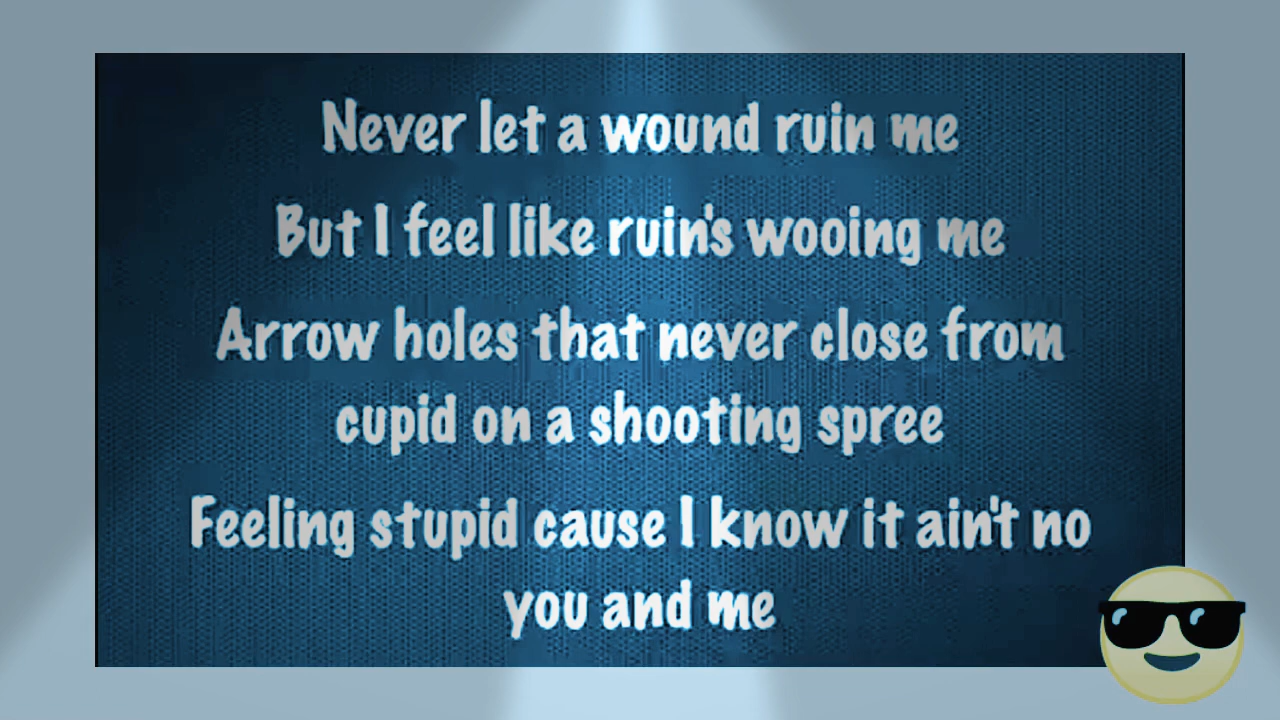 Never let a wound ruin me
But I feel like ruin's wooing me
Arrow holes that never close from
cupid on a shooting spree
Feeling stupid cause I know it ain't no
you and me